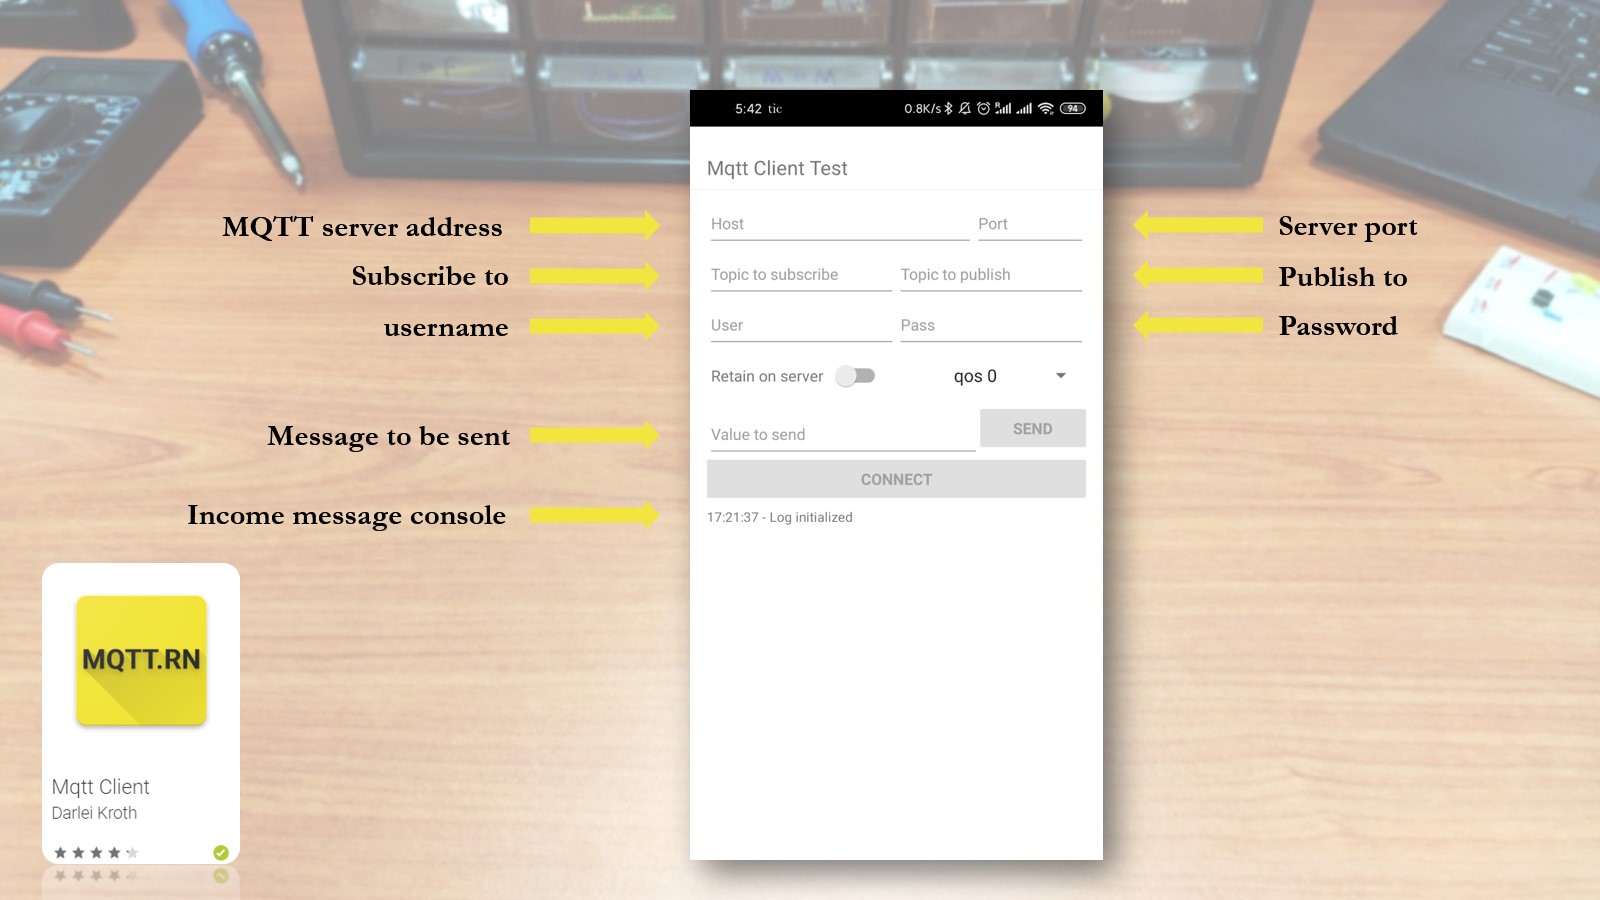 5:42 tic 0.8K/s 94
Mqtt Client Test
MQTT server address
Host
Port
Server port
Subscribe to
Topic to subscribe
Topic to publish
Publish to
username
User
Pass
Password
Retain on server
qos 0
Message to be sent
Value to send
SEND
CONNECT
Income message console
17:21:37 - Log initialized
MQTT.RN
Mqtt Client
Darlei Kroth